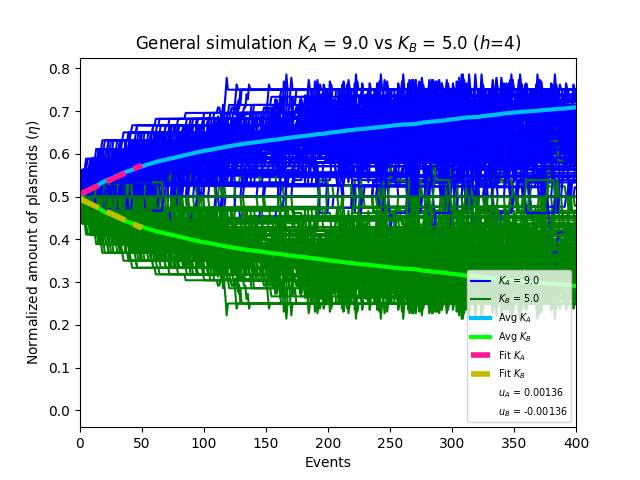 General simulation K_A = 9.0 vs K_B = 5.0 (h=4)
Normalized amount of plasmids (η)
0.8
0.7
0.6
0.5
0.4
0.3
0.2
0.1
0.0
K_A = 9.0
K_B = 5.0
Avg K_A
Avg K_B
Fit K_A
Fit K_B
u_A = 0.00136
u_B = -0.00136
0 50 100 150 200 250 300 350 400
Events